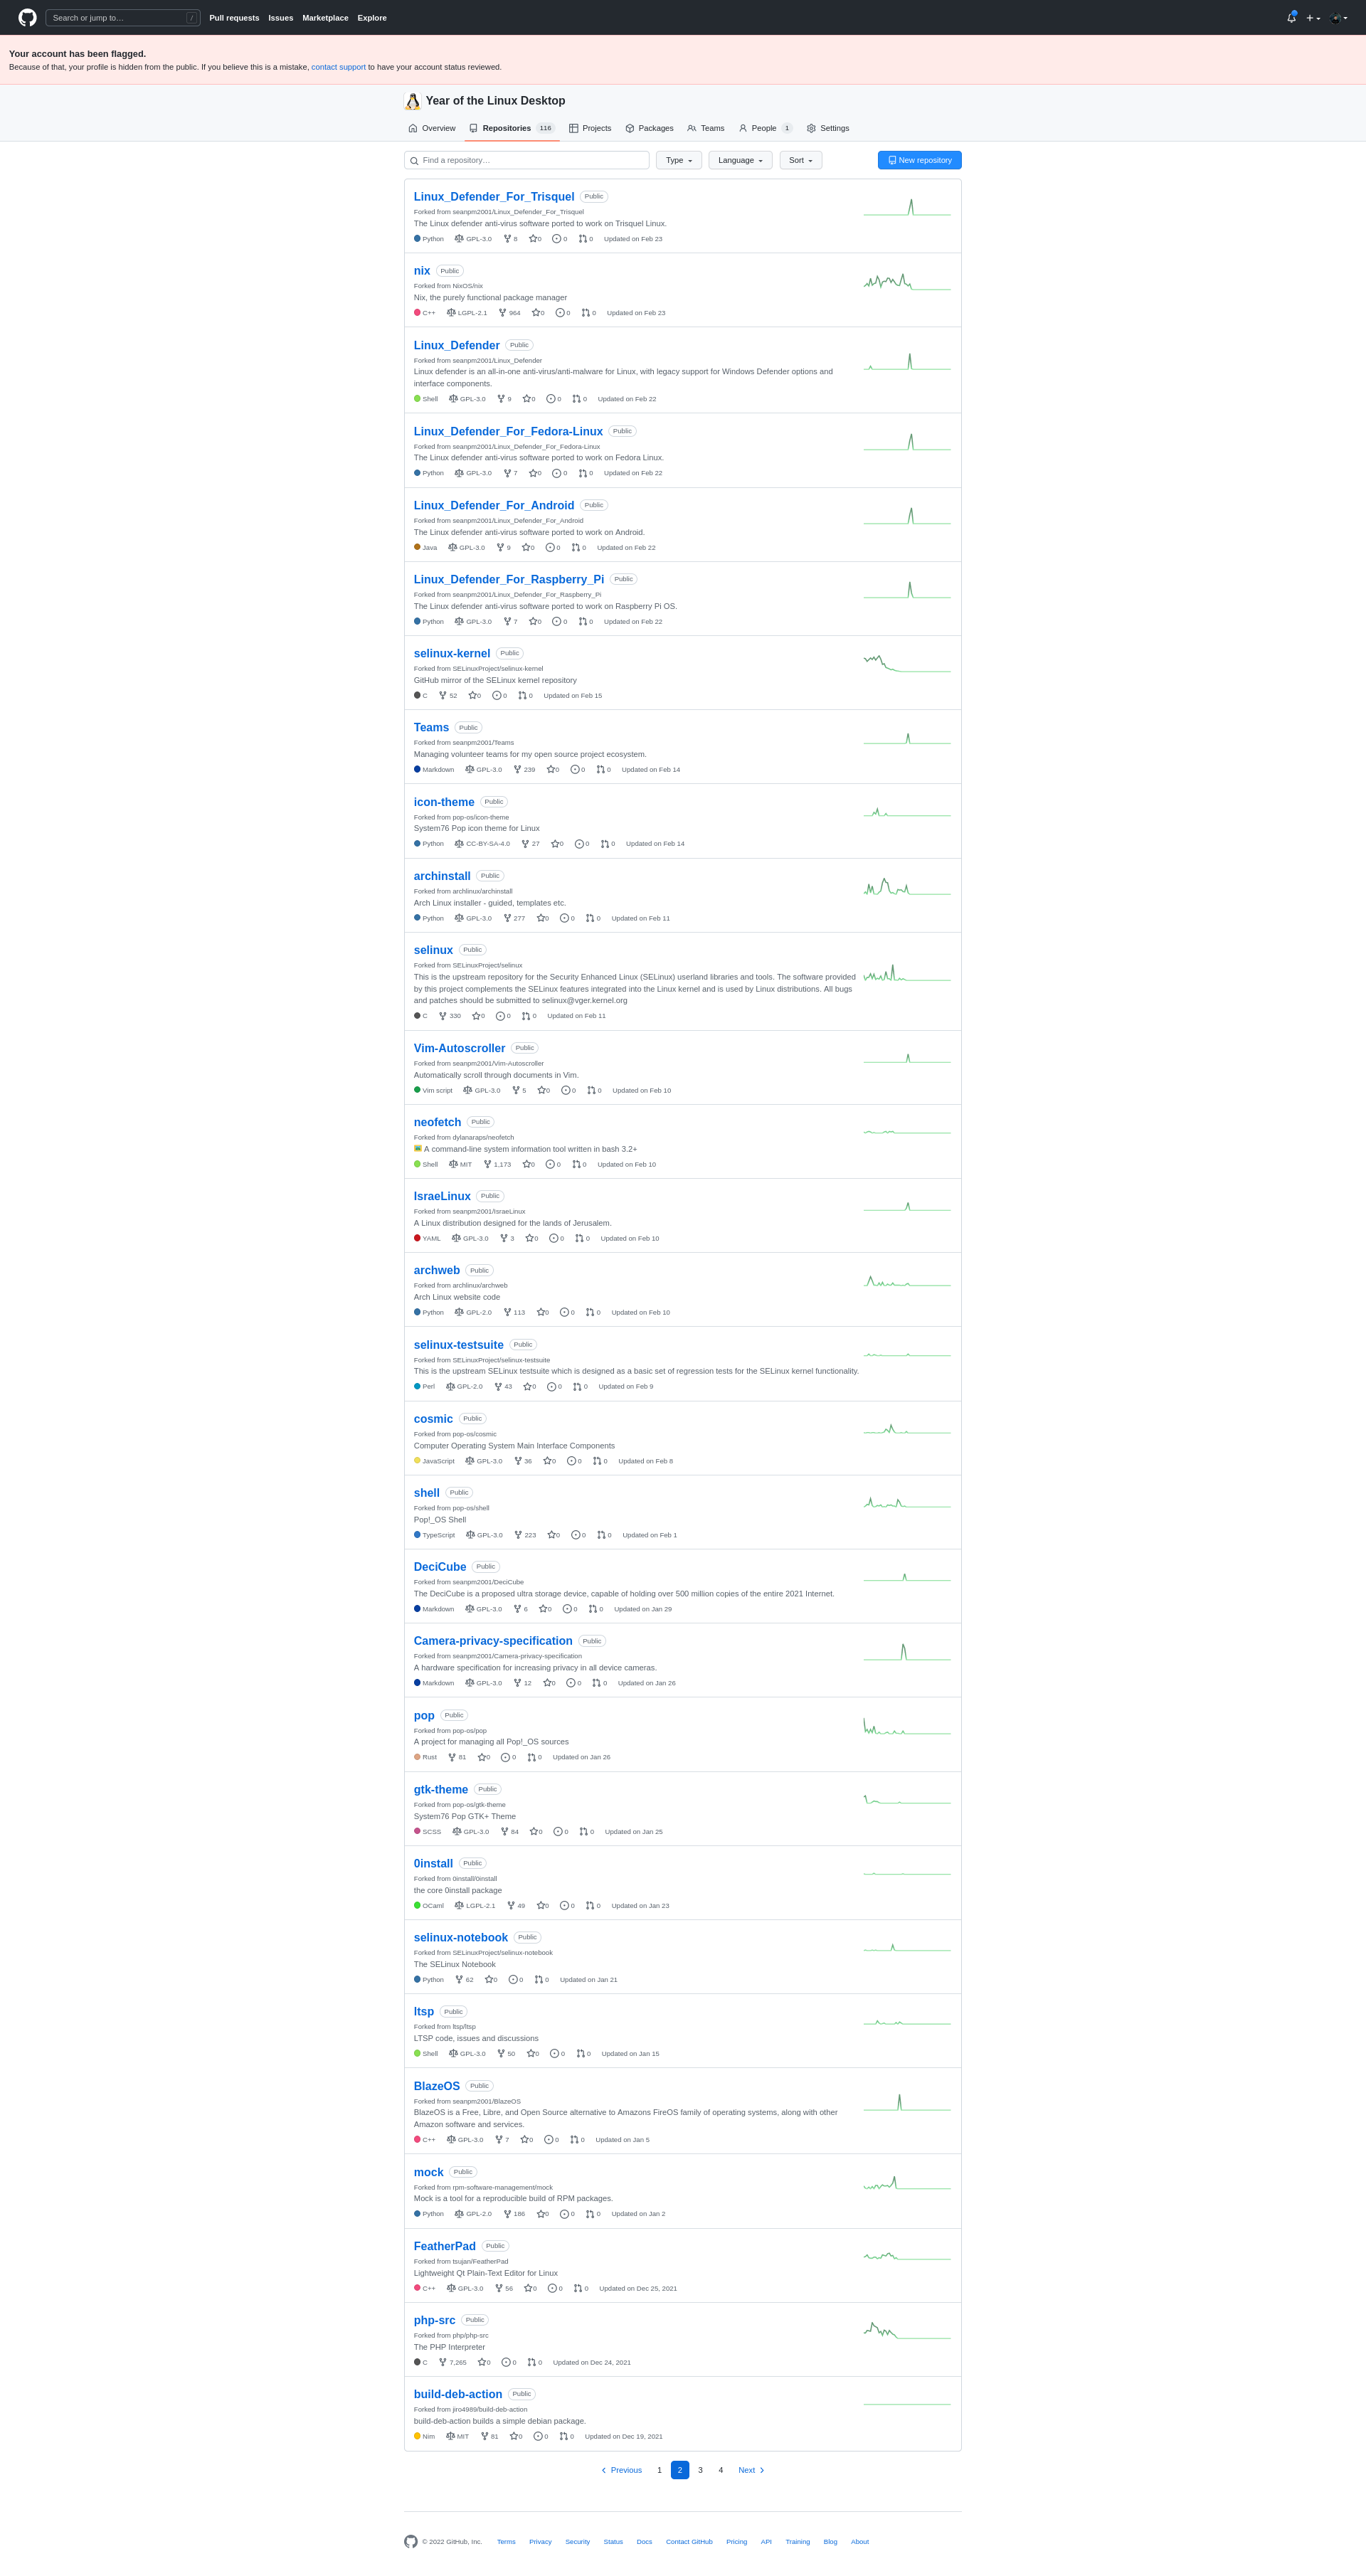 Search or jump to… /
Pull requests Issues Marketplace Explore
Your account has been flagged.
Because of that, your profile is hidden from the public. If you believe this is a mistake, contact support to have your account status reviewed.
Year of the Linux Desktop
Overview Repositories 116 Projects Packages Teams People 1 Settings
Find a repository… Type Language Sort New repository
Linux_Defender_For_Trisquel Public
Forked from seanpm2001/Linux_Defender_For_Trisquel
The Linux defender anti-virus software ported to work on Trisquel Linux.
Python GPL-3.0 8 0 0 0 Updated on Feb 23
nix Public
Forked from NixOS/nix
Nix, the purely functional package manager
C++ LGPL-2.1 964 0 0 0 Updated on Feb 23
Linux_Defender Public
Forked from seanpm2001/Linux_Defender
Linux defender is an all-in-one anti-virus/anti-malware for Linux, with legacy support for Windows Defender options and
interface components.
Shell GPL-3.0 9 0 0 0 Updated on Feb 22
Linux_Defender_For_Fedora-Linux Public
Forked from seanpm2001/Linux_Defender_For_Fedora-Linux
The Linux defender anti-virus software ported to work on Fedora Linux.
Python GPL-3.0 7 0 0 0 Updated on Feb 22
Linux_Defender_For_Android Public
Forked from seanpm2001/Linux_Defender_For_Android
The Linux defender anti-virus software ported to work on Android.
Java GPL-3.0 9 0 0 0 Updated on Feb 22
Linux_Defender_For_Raspberry_Pi Public
Forked from seanpm2001/Linux_Defender_For_Raspberry_Pi
The Linux defender anti-virus software ported to work on Raspberry Pi OS.
Python GPL-3.0 7 0 0 0 Updated on Feb 22
selinux-kernel Public
Forked from SELinuxProject/selinux-kernel
GitHub mirror of the SELinux kernel repository
C 52 0 0 0 Updated on Feb 15
Teams Public
Forked from seanpm2001/Teams
Managing volunteer teams for my open source project ecosystem.
Markdown GPL-3.0 239 0 0 0 Updated on Feb 14
icon-theme Public
Forked from pop-os/icon-theme
System76 Pop icon theme for Linux
Python CC-BY-SA-4.0 27 0 0 0 Updated on Feb 14
archinstall Public
Forked from archlinux/archinstall
Arch Linux installer - guided, templates etc.
Python GPL-3.0 277 0 0 0 Updated on Feb 11
selinux Public
Forked from SELinuxProject/selinux
This is the upstream repository for the Security Enhanced Linux (SELinux) userland libraries and tools. The software provided
by this project complements the SELinux features integrated into the Linux kernel and is used by Linux distributions. All bugs
and patches should be submitted to selinux@vger.kernel.org
C 330 0 0 0 Updated on Feb 11
Vim-Autoscroller Public
Forked from seanpm2001/Vim-Autoscroller
Automatically scroll through documents in Vim.
Vim script GPL-3.0 5 0 0 0 Updated on Feb 10
neofetch Public
Forked from dylanaraps/neofetch
A command-line system information tool written in bash 3.2+
Shell MIT 1,173 0 0 0 Updated on Feb 10
IsraeLinux Public
Forked from seanpm2001/IsraeLinux
A Linux distribution designed for the lands of Jerusalem.
YAML GPL-3.0 3 0 0 0 Updated on Feb 10
archweb Public
Forked from archlinux/archweb
Arch Linux website code
Python GPL-2.0 113 0 0 0 Updated on Feb 10
selinux-testsuite Public
Forked from SELinuxProject/selinux-testsuite
This is the upstream SELinux testsuite which is designed as a basic set of regression tests for the SELinux kernel functionality.
Perl GPL-2.0 43 0 0 0 Updated on Feb 9
cosmic Public
Forked from pop-os/cosmic
Computer Operating System Main Interface Components
JavaScript GPL-3.0 36 0 0 0 Updated on Feb 8
shell Public
Forked from pop-os/shell
Pop!_OS Shell
TypeScript GPL-3.0 223 0 0 0 Updated on Feb 1
DeciCube Public
Forked from seanpm2001/DeciCube
The DeciCube is a proposed ultra storage device, capable of holding over 500 million copies of the entire 2021 Internet.
Markdown GPL-3.0 6 0 0 0 Updated on Jan 29
Camera-privacy-specification Public
Forked from seanpm2001/Camera-privacy-specification
A hardware specification for increasing privacy in all device cameras.
Markdown GPL-3.0 12 0 0 0 Updated on Jan 26
pop Public
Forked from pop-os/pop
A project for managing all Pop!_OS sources
Rust 81 0 0 0 Updated on Jan 26
gtk-theme Public
Forked from pop-os/gtk-theme
System76 Pop GTK+ Theme
SCSS GPL-3.0 84 0 0 0 Updated on Jan 25
0install Public
Forked from 0install/0install
the core 0install package
OCaml LGPL-2.1 49 0 0 0 Updated on Jan 23
selinux-notebook Public
Forked from SELinuxProject/selinux-notebook
The SELinux Notebook
Python 62 0 0 0 Updated on Jan 21
ltsp Public
Forked from ltsp/ltsp
LTSP code, issues and discussions
Shell GPL-3.0 50 0 0 0 Updated on Jan 15
BlazeOS Public
Forked from seanpm2001/BlazeOS
BlazeOS is a Free, Libre, and Open Source alternative to Amazons FireOS family of operating systems, along with other
Amazon software and services.
C++ GPL-3.0 7 0 0 0 Updated on Jan 5
mock Public
Forked from rpm-software-management/mock
Mock is a tool for a reproducible build of RPM packages.
Python GPL-2.0 186 0 0 0 Updated on Jan 2
FeatherPad Public
Forked from tsujan/FeatherPad
Lightweight Qt Plain-Text Editor for Linux
C++ GPL-3.0 56 0 0 0 Updated on Dec 25, 2021
php-src Public
Forked from php/php-src
The PHP Interpreter
C 7,265 0 0 0 Updated on Dec 24, 2021
build-deb-action Public
Forked from jiro4989/build-deb-action
build-deb-action builds a simple debian package.
Nim MIT 81 0 0 0 Updated on Dec 19, 2021
Previous 1 2 3 4 Next
© 2022 GitHub, Inc. Terms Privacy Security Status Docs Contact GitHub Pricing API Training Blog About